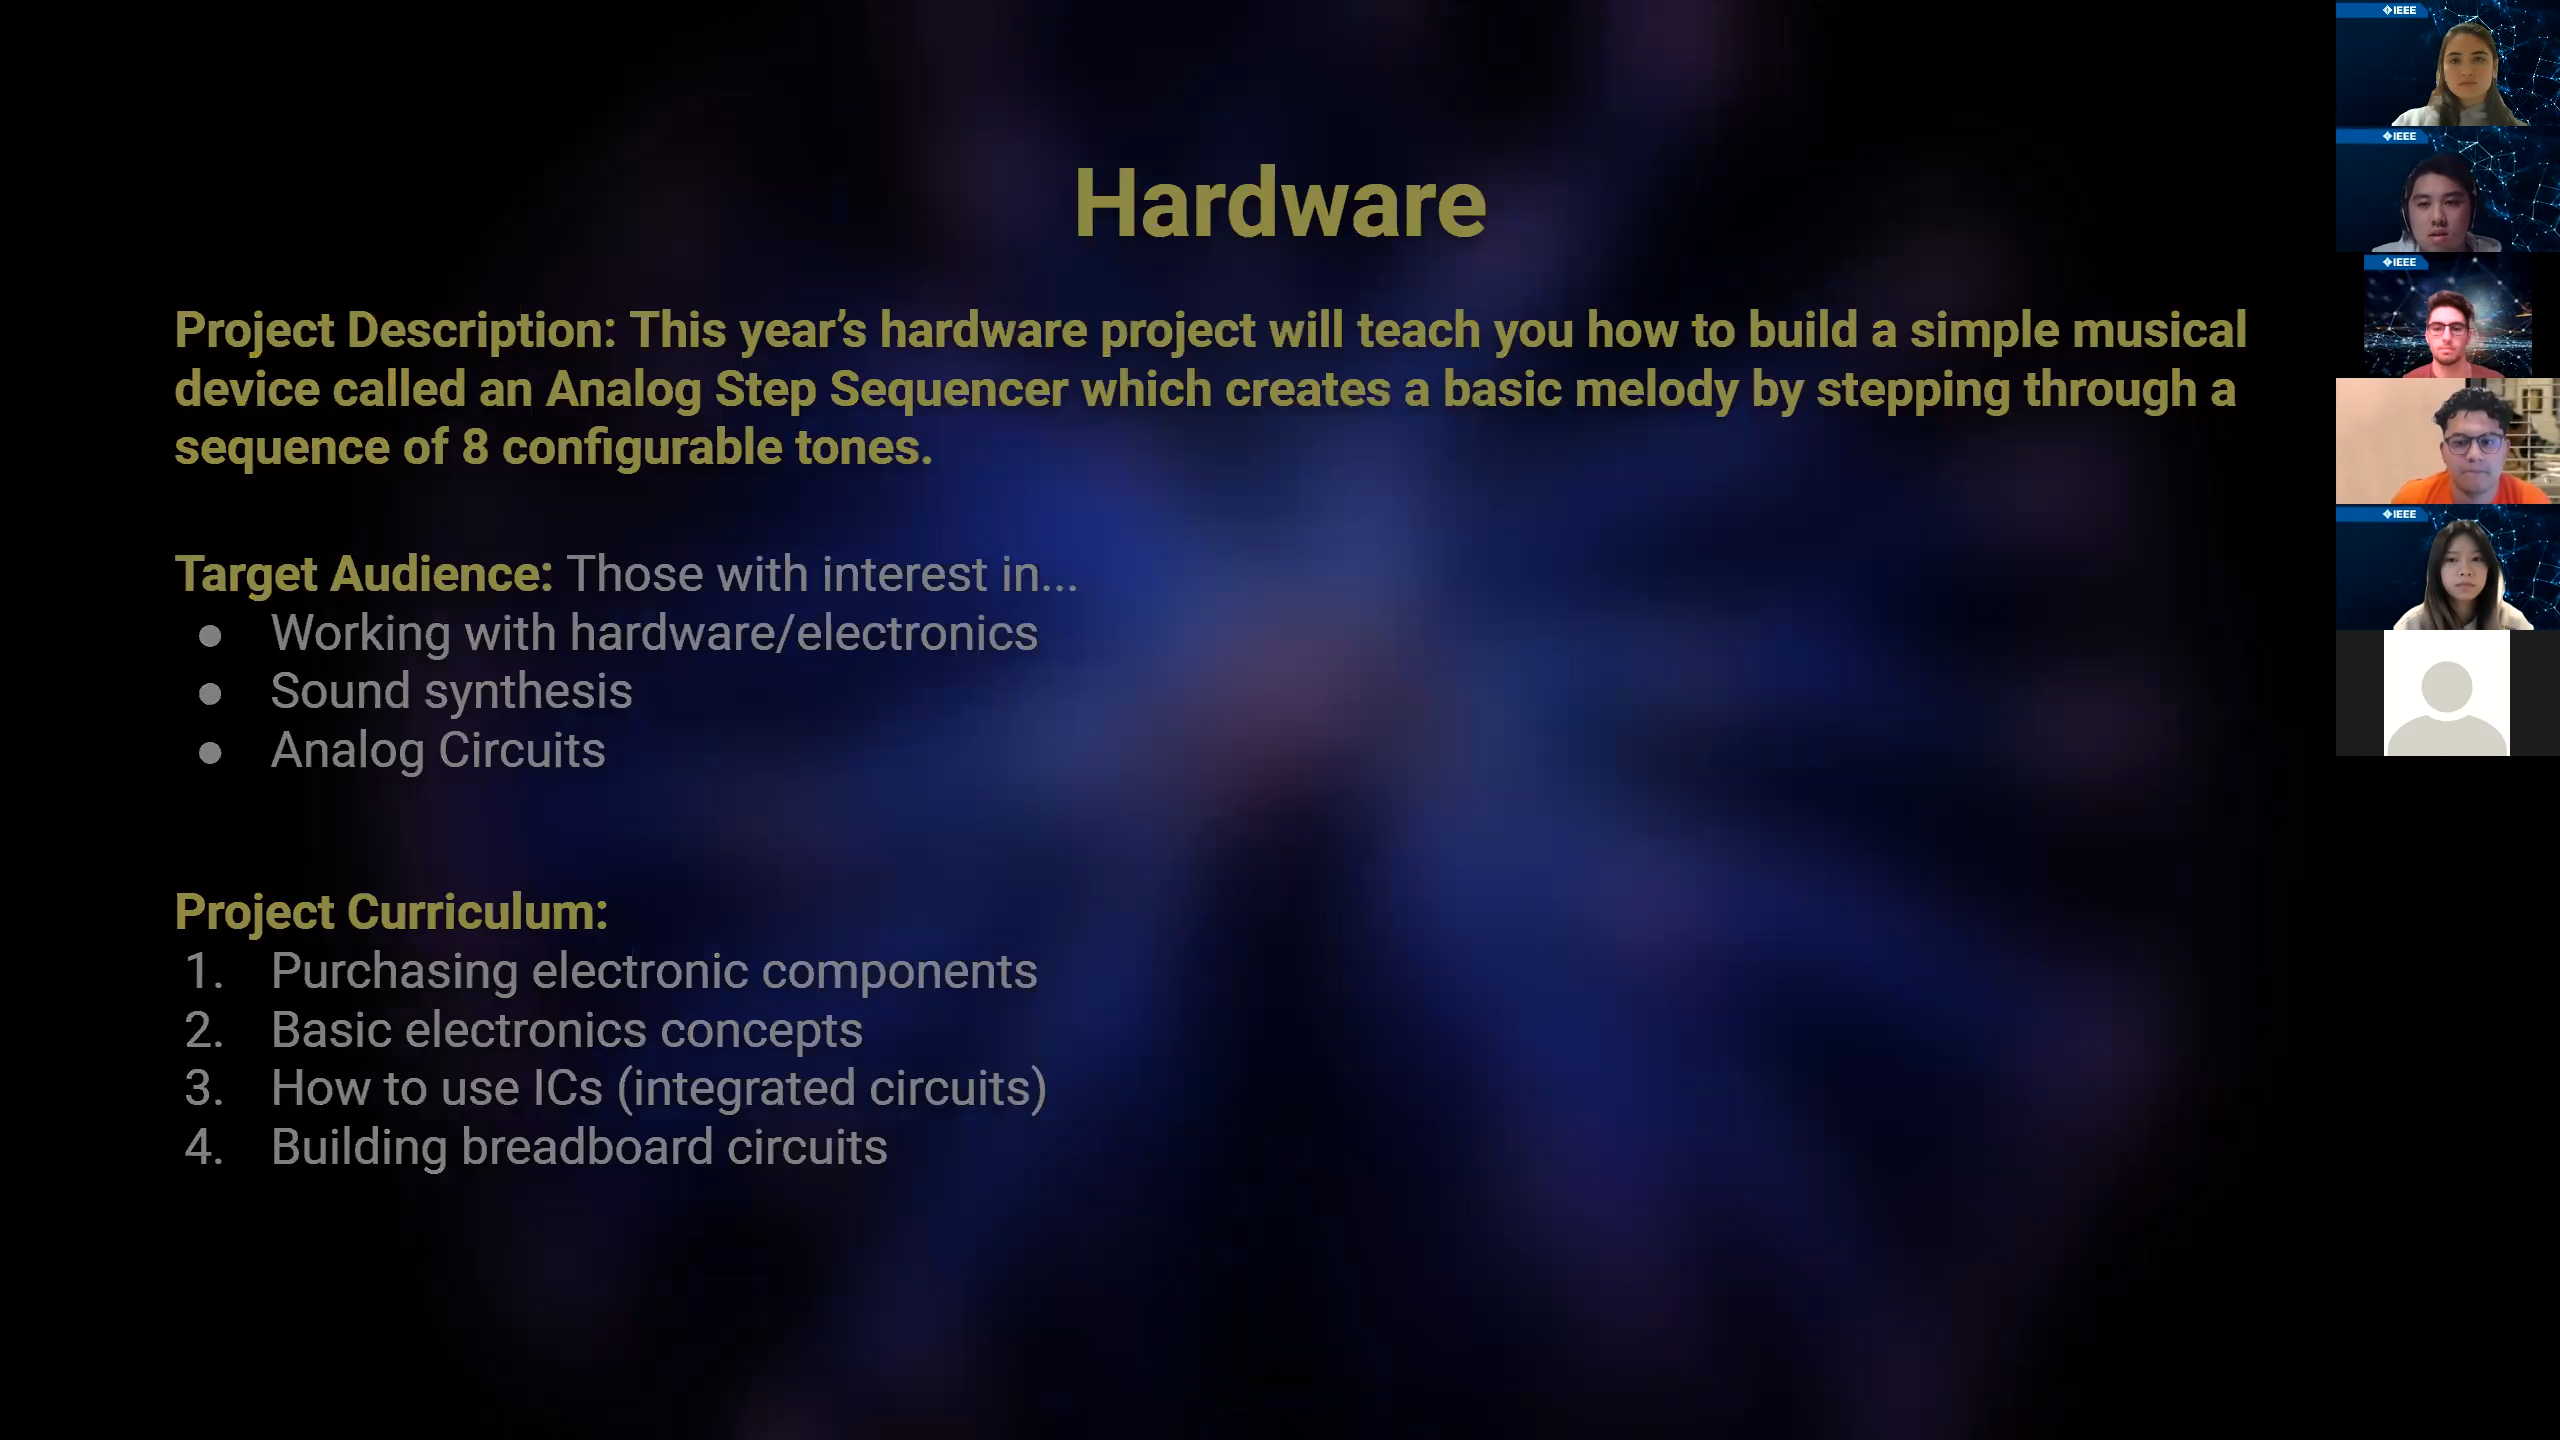 Hardware
Project Description: This year’s hardware project will teach you how to build a simple musical
device called an Analog Step Sequencer which creates a basic melody by stepping through a
sequence of 8 configurable tones.
Target Audience: Those with interest in...
● Working with hardware/electronics
● Sound synthesis
● Analog Circuits
Project Curriculum:
1. Purchasing electronic components
2. Basic electronics concepts
3. How to use ICs (integrated circuits)
4. Building breadboard circuits
IEEE
IEEE
IEEE
IEEE